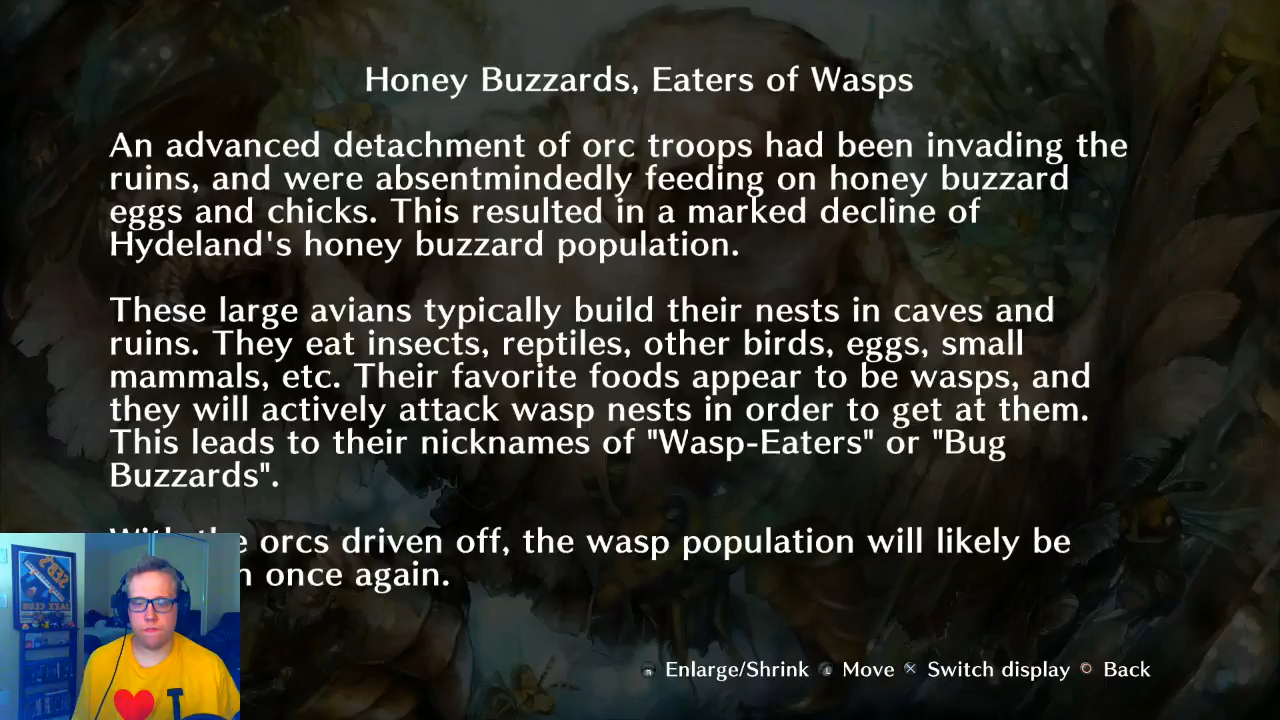 Honey Buzzards, Eaters of Wasps
An advanced detachment of orc troops had been invading the
ruins, and were absentmindedly feeding on honey buzzard
eggs and chicks. This resulted in a marked decline of
Hydeland's honey buzzard population.
These large avians typically build their nests in caves and
ruins. They eat insects, reptiles, other birds, eggs, small
mammals, etc. Their favorite foods appear to be wasps, and
they will actively attack wasp nests in order to get at them.
This leads to their nicknames of "Wasp-Eaters" or "Bug
Buzzards".
With the orcs driven off, the wasp population will likely be
once again.
JAZZ CLUB
Enlarge/Shrink Move Switch display Back